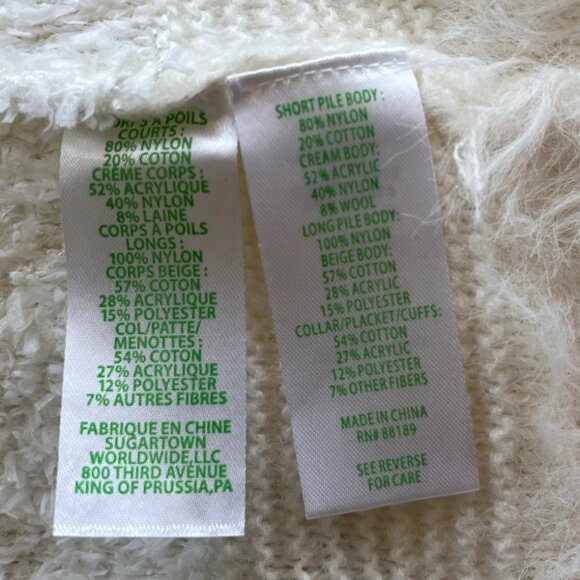 CORPS À POILS
COURTS :
80% NYLON
20% COTON
CRÈME CORPS :
52% ACRYLIQUE
40% NYLON
8% LAINE
CORPS À POILS
LONGS :
100% NYLON
CORPS BEIGE :
57% COTON
28% ACRYLIQUE
15% POLYESTER
COL/PATTE/
MENOTTES :
54% COTON
27% ACRYLIQUE
12% POLYESTER
7% AUTRES FIBRES
FABRIQUE EN CHINE
SUGARTOWN
WORLDWIDE,LLC
800 THIRD AVENUE
KING OF PRUSSIA,PA
SHORT PILE BODY :
80% NYLON
20% COTTON
CREAM BODY:
52% ACRYLIC
40% NYLON
8% WOOL
LONG PILE BODY:
100% NYLON
BEIGE BODY:
57% COTTON
28% ACRYLIC
15% POLYESTER
COLLAR/PLACKET/CUFFS:
54% COTTON
27% ACRYLIC
12% POLYESTER
7% OTHER FIBERS
MADE IN CHINA
RN# 88189
SEE REVERSE
FOR CARE